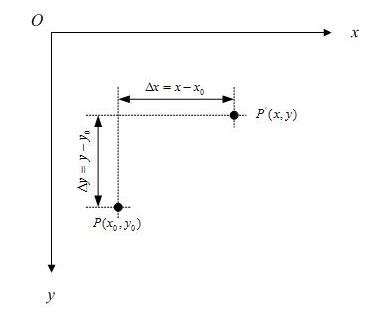 O
x
Δx = x − x₀
P'(x, y)
Δy = y − y₀
P(x₀, y₀)
y